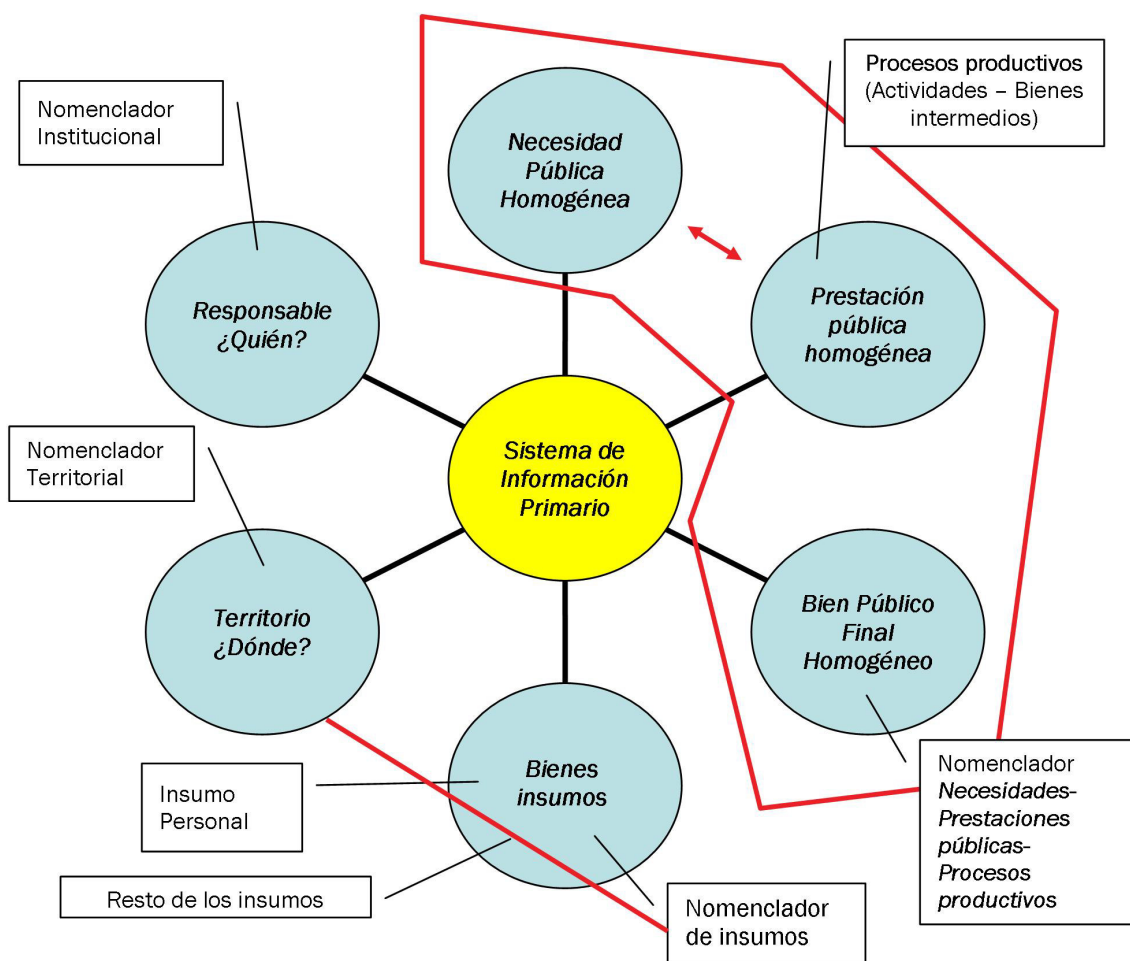 Nomenclador
Institucional
Necesidad
Pública
Homogénea
Procesos productivos
(Actividades – Bienes
intermedios)
Responsable
¿Quién?
Prestación
pública
homogénea
Nomenclador
Territorial
Sistema de
Información
Primario
Territorio
¿Dónde?
Bien Público
Final
Homogéneo
Insumo
Personal
Bienes
insumos
Nomenclador
Necesidades-
Prestaciones
públicas-
Procesos
productivos
Resto de los insumos
Nomenclador
de insumos